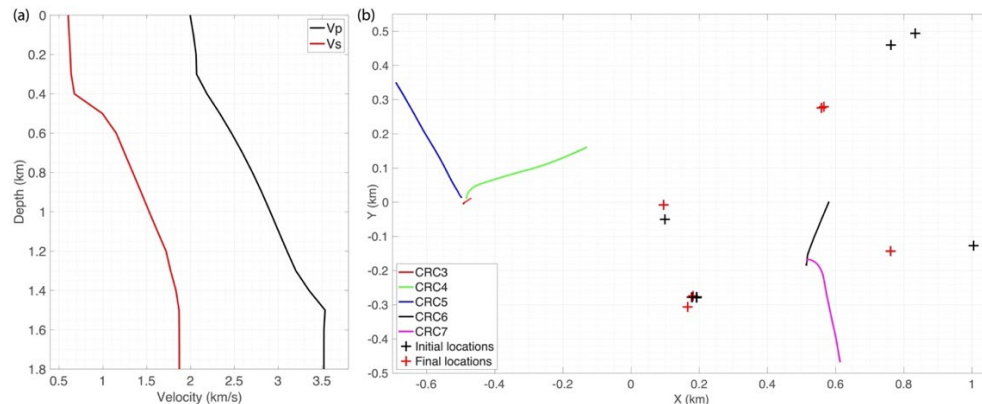 (a)
Vp
Vs
0
0.2
0.4
0.6
0.8
1
1.2
1.4
1.6
1.8
Depth (km)
0.5
1
1.5
2
2.5
3
3.5
Velocity (km/s)
(b)
0.5
0.4
0.3
0.2
0.1
0
-0.1
-0.2
-0.3
-0.4
-0.5
Y (km)
CRC3
CRC4
CRC5
CRC6
CRC7
Initial locations
Final locations
-0.6
-0.4
-0.2
0
0.2
0.4
0.6
0.8
1
X (km)